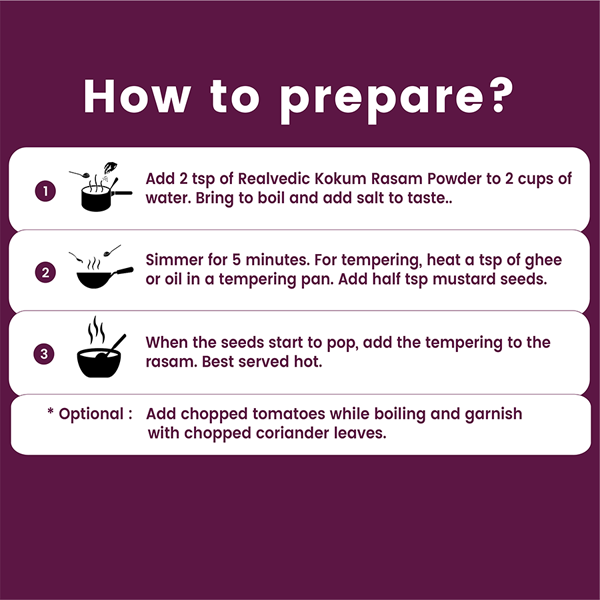 How to prepare?
1
Add 2 tsp of Realvedic Kokum Rasam Powder to 2 cups of
water. Bring to boil and add salt to taste..
2
Simmer for 5 minutes. For tempering, heat a tsp of ghee
or oil in a tempering pan. Add half tsp mustard seeds.
3
When the seeds start to pop, add the tempering to the
rasam. Best served hot.
* Optional : Add chopped tomatoes while boiling and garnish
with chopped coriander leaves.